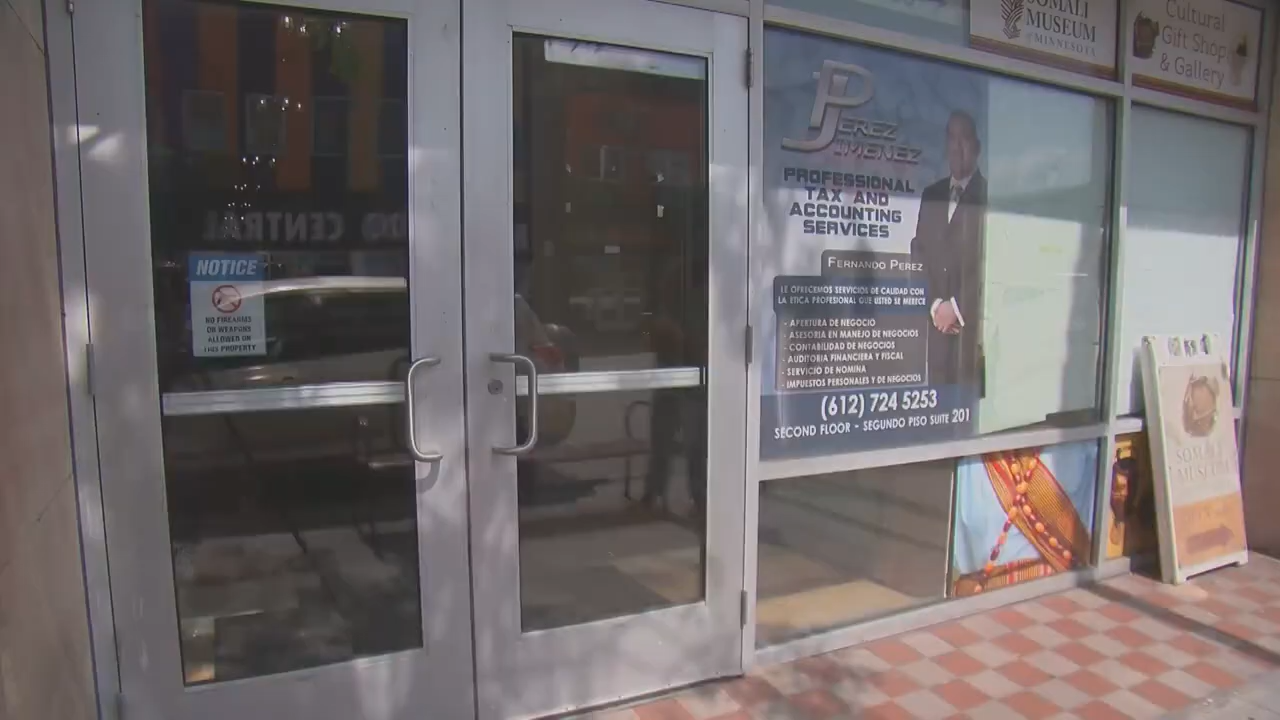 SOMALI
MUSEUM
of MINNESOTA
Cultural
Gift Shop
& Gallery
PJ
PEREZ
JIMENEZ
PROFESSIONAL
TAX AND
ACCOUNTING
SERVICES
FERNANDO PEREZ
LE OFRECEMOS SERVICIOS DE CALIDAD CON
LA ETICA PROFESIONAL QUE USTED SE MERECE
- APERTURA DE NEGOCIO
- ASESORIA EN MANEJO DE NEGOCIOS
- CONTABILIDAD DE NEGOCIOS
- AUDITORIA FINANCIERA Y FISCAL
- SERVICIO DE NOMINA
- IMPUESTOS PERSONALES Y DE NEGOCIOS
(612) 724 5253
SECOND FLOOR - SEGUNDO PISO SUITE 201
NOTICE
NO FIREARMS
OR WEAPONS
ALLOWED ON
THIS PROPERTY
CENTRAL
SOMALI
MUSEUM